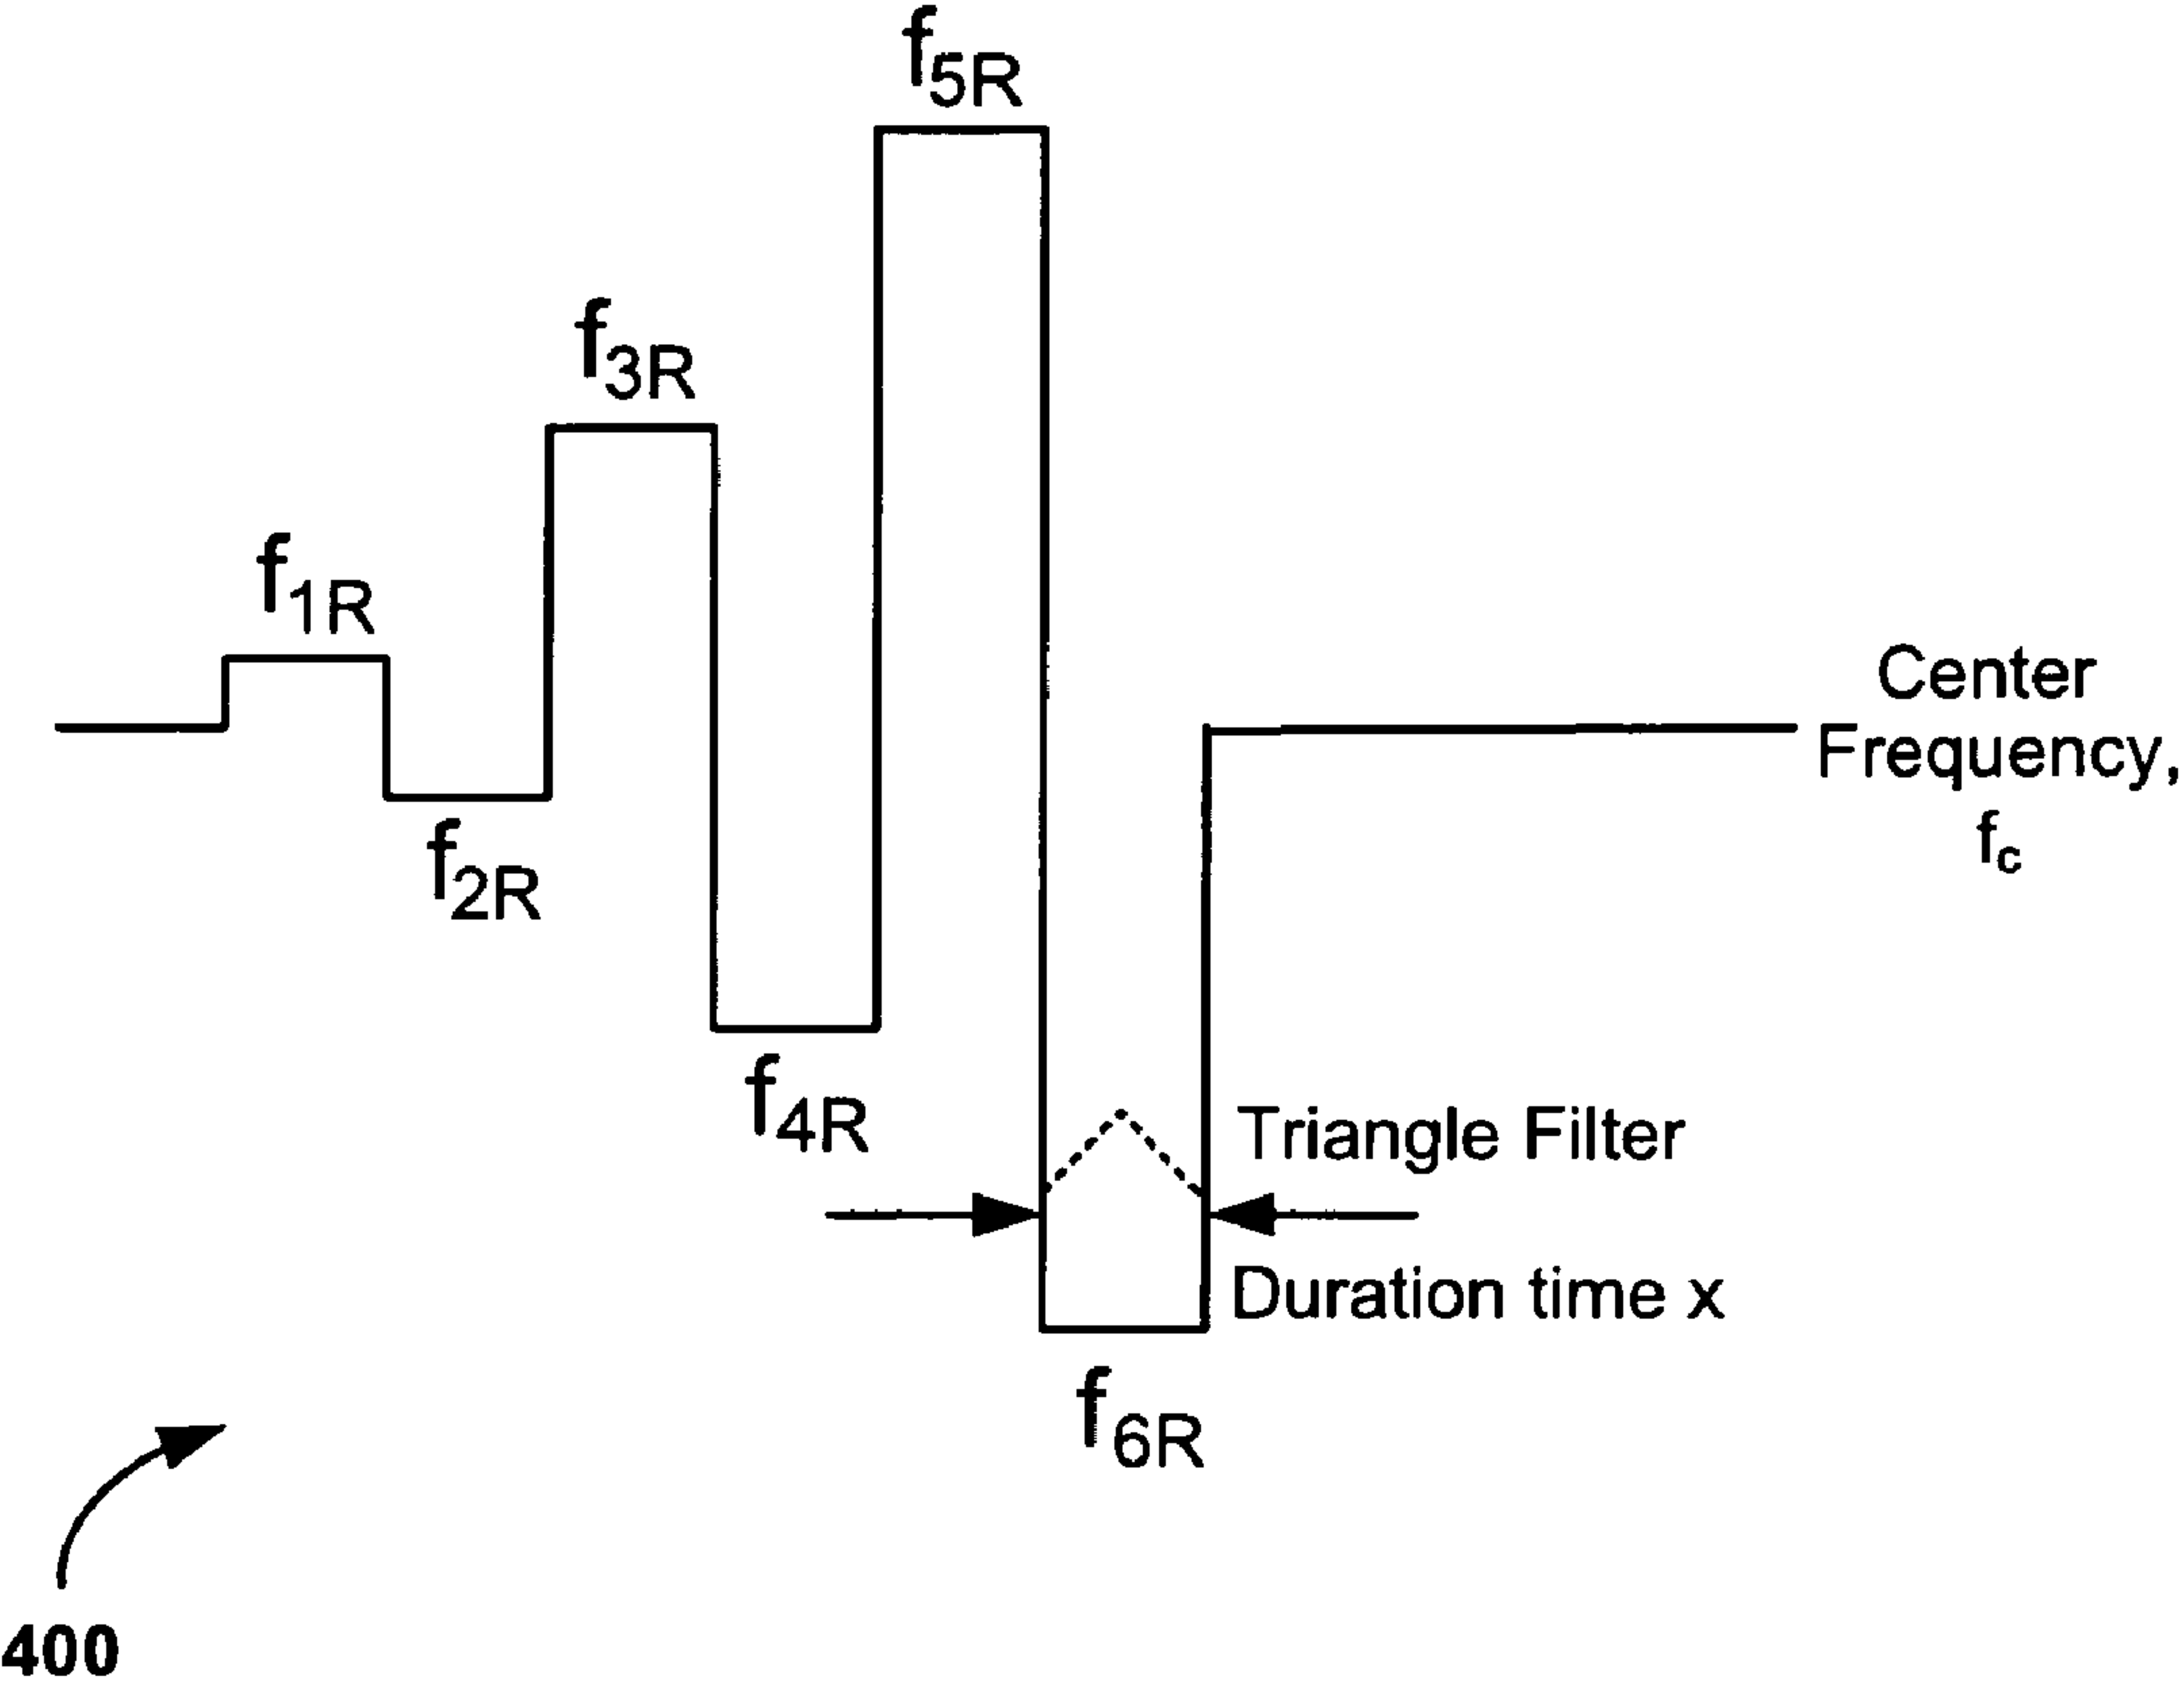 f5R
f3R
f1R
Center
Frequency,
fc
f2R
f4R
Triangle Filter
Duration time x
f6R
400